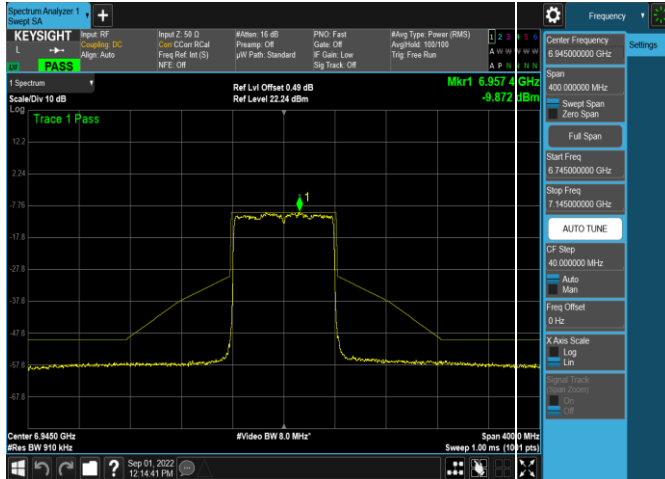 Spectrum Analyzer 1
Swept SA
Frequency
KEYSIGHT
L
PASS
Input: RF
Coupling: DC
Align: Auto
Input Z: 50 Ω
Corr CCorr RCal
Freq Ref: Int (S)
NFE: Off
#Atten: 16 dB
Preamp: Off
µW Path: Standard
PNO: Fast
Gate: Off
IF Gain: Low
Sig Track: Off
#Avg Type: Power (RMS)
Avg|Hold: 100/100
Trig: Free Run
1 2 3 4 5 6
A W W W W W
A P N N N N
1 Spectrum
Scale/Div 10 dB
Log
Ref Lvl Offset 0.49 dB
Ref Level 22.24 dBm
Mkr1 6.957 4 GHz
-9.872 dBm
Trace 1 Pass
12.2
2.24
-7.76
-17.8
-27.8
-37.8
-47.8
-57.8
-67.8
1
Center 6.9450 GHz
#Res BW 910 kHz
#Video BW 8.0 MHz*
Span 400.0 MHz
Sweep 1.00 ms (1001 pts)
Sep 01, 2022
12:14:41 PM
Center Frequency
6.945000000 GHz
Span
400.000000 MHz
Swept Span
Zero Span
Full Span
Start Freq
6.745000000 GHz
Stop Freq
7.145000000 GHz
AUTO TUNE
CF Step
40.000000 MHz
Auto
Man
Freq Offset
0 Hz
X Axis Scale
Log
Lin
Signal Track
(Span Zoom)
On
Off
Settings